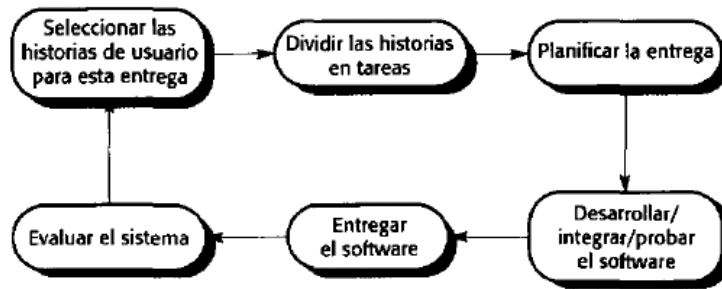 Seleccionar las
historias de usuario
para esta entrega
Dividir las historias
en tareas
Planificar la entrega
Evaluar el sistema
Entregar
el software
Desarrollar/
integrar/probar
el software